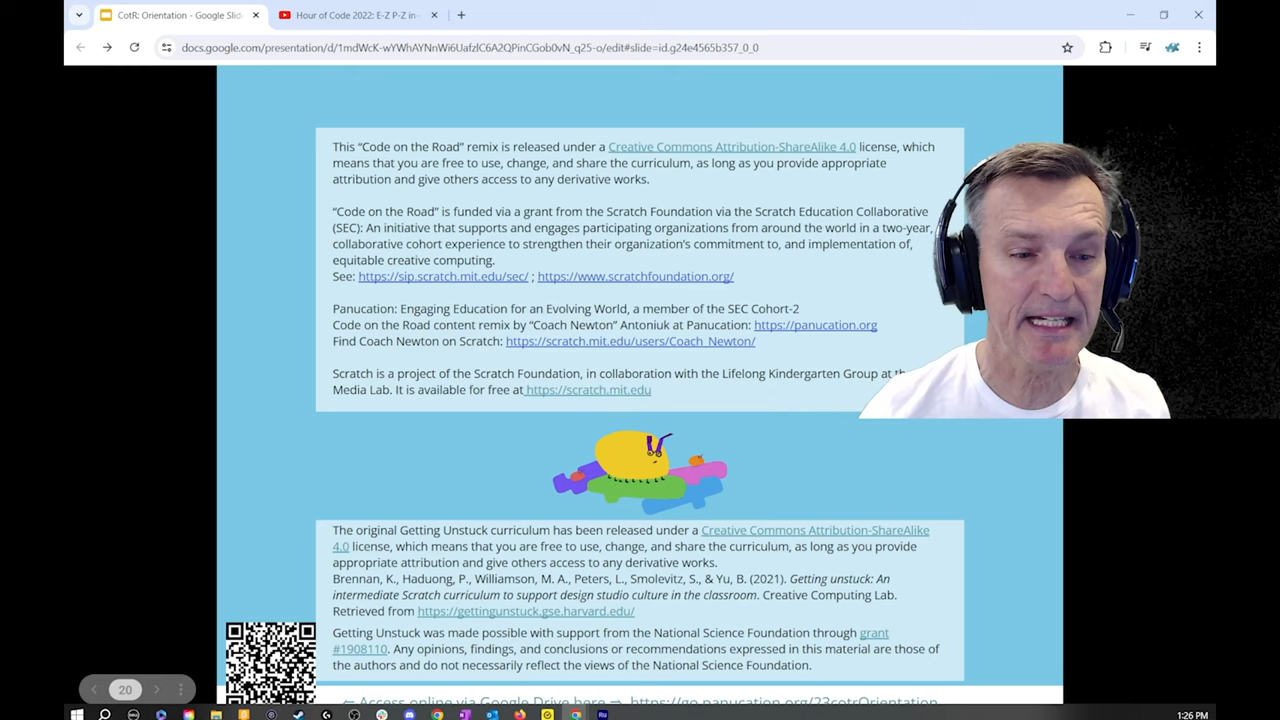 CotR: Orientation - Google Slid
Hour of Code 2022: E-Z P-Z in-
docs.google.com/presentation/d/1mdWcK-wYWhAYNnWi6UafzlC6A2QPinCGob0vN_q25-o/edit#slide=id.g24e4565b357_0_0
This “Code on the Road” remix is released under a Creative Commons Attribution-ShareAlike 4.0 license, which
means that you are free to use, change, and share the curriculum, as long as you provide appropriate
attribution and give others access to any derivative works.
“Code on the Road” is funded via a grant from the Scratch Foundation via the Scratch Education Collaborative
(SEC): An initiative that supports and engages participating organizations from around the world in a two-year,
collaborative cohort experience to strengthen their organization’s commitment to, and implementation of,
equitable creative computing.
See: https://sip.scratch.mit.edu/sec/ ; https://www.scratchfoundation.org/
Panucation: Engaging Education for an Evolving World, a member of the SEC Cohort-2
Code on the Road content remix by “Coach Newton” Antoniuk at Panucation: https://panucation.org
Find Coach Newton on Scratch: https://scratch.mit.edu/users/Coach_Newton/
Scratch is a project of the Scratch Foundation, in collaboration with the Lifelong Kindergarten Group at
Media Lab. It is available for free at https://scratch.mit.edu
The original Getting Unstuck curriculum has been released under a Creative Commons Attribution-ShareAlike
4.0 license, which means that you are free to use, change, and share the curriculum, as long as you provide
appropriate attribution and give others access to any derivative works.
Brennan, K., Haduong, P., Williamson, M. A., Peters, L., Smolevitz, S., & Yu, B. (2021). Getting unstuck: An
intermediate Scratch curriculum to support design studio culture in the classroom. Creative Computing Lab.
Retrieved from https://gettingunstuck.gse.harvard.edu/
Getting Unstuck was made possible with support from the National Science Foundation through grant
#1908110. Any opinions, findings, and conclusions or recommendations expressed in this material are those of
the authors and do not necessarily reflect the views of the National Science Foundation.
20
⇐ Access online via Google Drive here ⇒ https://go.panucation.org/23cotrOrientation
1:26 PM